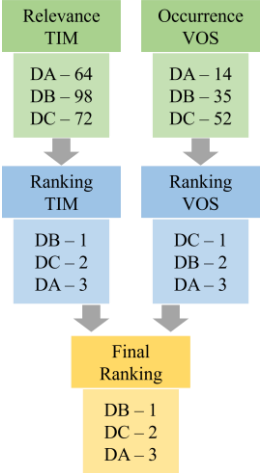 Relevance
TIM
DA – 64
DB – 98
DC – 72
Occurrence
VOS
DA – 14
DB – 35
DC – 52
Ranking
TIM
DB – 1
DC – 2
DA – 3
Ranking
VOS
DC – 1
DB – 2
DA – 3
Final
Ranking
DB – 1
DC – 2
DA – 3